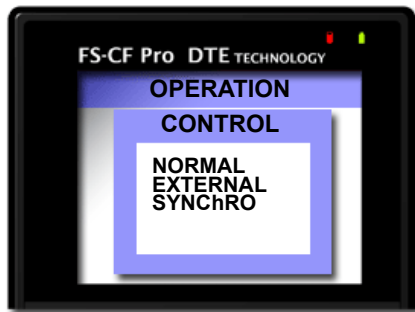 FS-CF Pro DTE TECHNOLOGY
OPERATION
CONTROL
NORMAL
EXTERNAL
SYNChRO